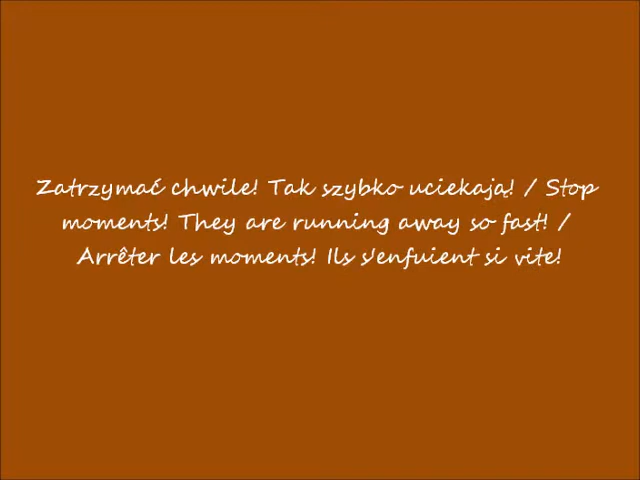 Zatrzymać chwile! Tak szybko uciekają! / Stop
moments! They are running away so fast! /
Arrêter les moments! Ils s'enfuient si vite!